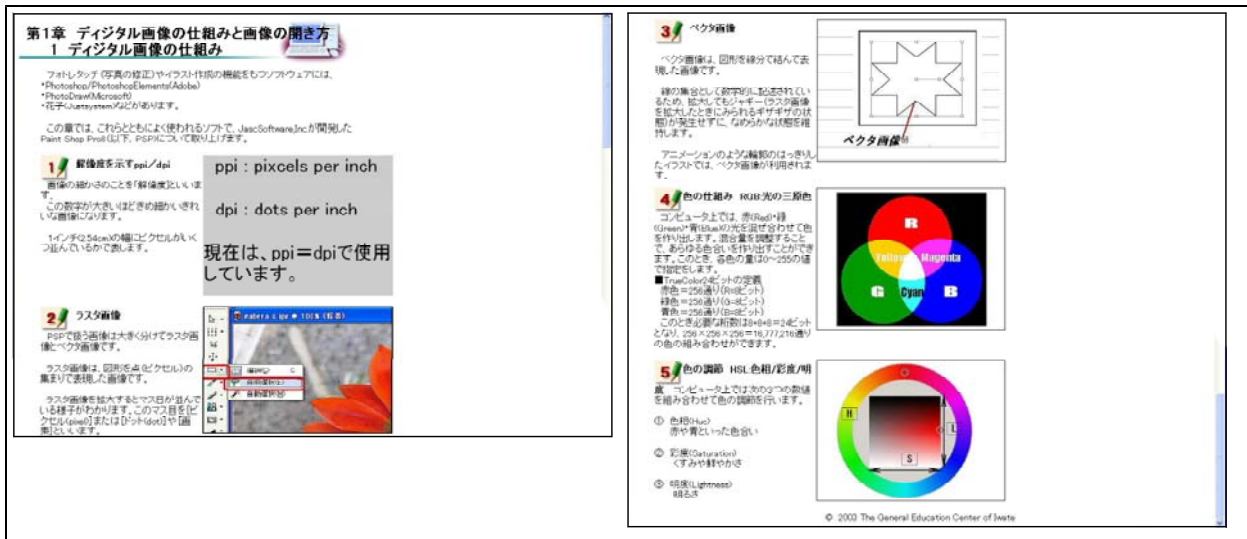 第1章 ディジタル画像の仕組みと画像の開き方
1 ディジタル画像の仕組み
フォトレタッチ(写真の修正)やイラスト作成の機能をもつソフトウェアには、
・Photoshop/PhotoshopElements(Adobe)
・PhotoDraw(Microsoft)
・花子(Justsystem)などがあります。
この章では、これらとともによく使われるソフトで、JascSoftware,Inc.が開発した
Paint Shop Pro8(以下、PSP)について取り上げます。
1 解像度を示すppi/dpi
画像の細かさのことを「解像度」といいま
す。
この数字が大きいほどきめ細かいきれ
いな画像になります。
1インチ(2.54cm)の幅にピクセルがいく
つ並んでいるかで表します。
ppi : pixcels per inch
dpi : dots per inch
現在は、ppi=dpiで使用
しています。
2 ラスタ画像
PSPで扱う画像は大きく分けてラスタ画
像とベクタ画像です。
ラスタ画像は、図形を点(ピクセル)の
集まりで表現した画像です。
ラスタ画像を拡大するとマス目が並んで
いる様子がわかります。このマス目を[ピ
クセル(pixel)]または[ドット(dot)]や[画
素]といいます。
3 ベクタ画像
ベクタ画像は、図形を線分で結んで表
現した画像です。
線の集合として数学的に記述されてい
るため、拡大してもジャギー(ラスタ画像
を拡大したときにみられるギザギザの状
態)が発生せずに、なめらかな状態を維
持します。
アニメーションのような輪郭のはっきりし
たイラストでは、ベクタ画像が利用されま
す。
ベクタ画像
4 色の仕組み RGB:光の三原色
コンピュータ上では、赤(Red)・緑
(Green)・青(Blue)の光を混ぜ合わせて色
を作り出します。混合量を調整すること
で、あらゆる色合いを作り出すことができ
ます。このとき、各色の量は0~255の値
で指定をします。
■TrueColor24ビットの定義
赤色=256通り(R=8ビット)
緑色=256通り(G=8ビット)
青色=256通り(B=8ビット)
このとき必要な桁数は8+8+8=24ビット
となり、256×256×256=16,777,216通り
の色の組み合わせができます。
R
Yellow Magenta
G Cyan B
5 色の調節 HSL:色相/彩度/明
度 コンピュータ上では次の3つの数値
を組み合わせて色の調節を行います。
① 色相(Hue)
赤や青といった色合い
② 彩度(Saturation)
くすみや鮮やかさ
③ 明度(Lightness)
明るさ
H
L
S
© 2003 The General Education Center of Iwate